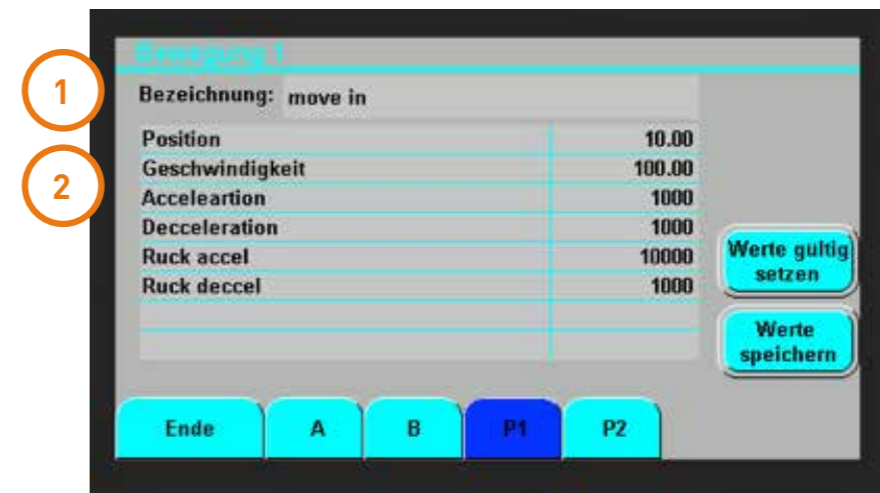 Bewegung 1
1
Bezeichnung: move in
Position 10.00
2
Geschwindigkeit 100.00
Acceleartion 1000
Decceleration 1000
Ruck accel 10000
Ruck deccel 1000
Werte gultig
setzen
Werte
speichern
Ende A B P1 P2